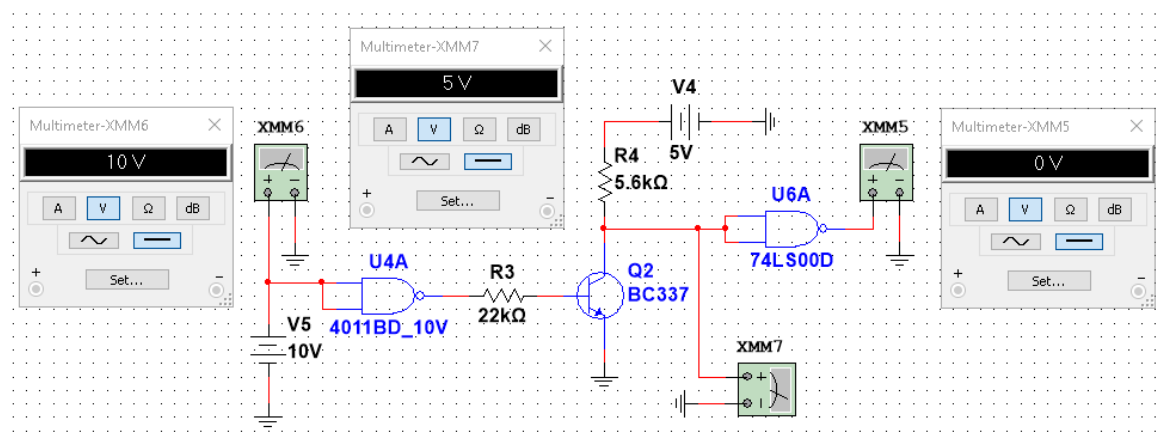 Multimeter-XMM7
5 V
A V Ω dB
+ Set... −
Multimeter-XMM6
10 V
A V Ω dB
+ Set... −
XMM6
+ −
V4
5V
R4
5.6kΩ
XMM5
+ −
Multimeter-XMM5
0 V
A V Ω dB
+ Set... −
U6A
74LS00D
U4A
4011BD_10V
R3
22kΩ
Q2
BC337
V5
10V
XMM7
+